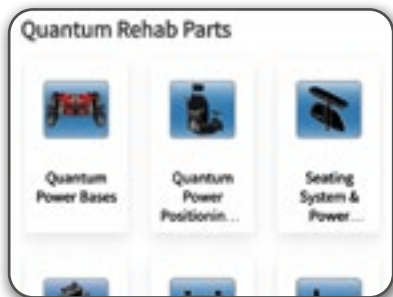 Quantum Rehab Parts
Quantum
Power Bases
Quantum
Power
Positionin...
Seating
System &
Power...